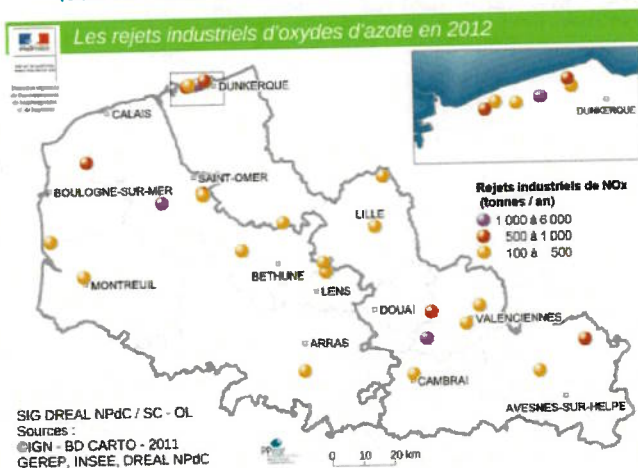 Les rejets industriels d'oxydes d'azote en 2012
DUNKERQUE
CALAIS
DUNKERQUE
SAINT-OMER
BOULOGNE-SUR-MER
LILLE
Rejets industriels de NOx
(tonnes / an)
1 000 à 6 000
500 à 1 000
100 à 500
MONTREUIL
BETHUNE
LENS
DOUAI
VALENCIENNES
ARRAS
CAMBRAI
AVESNES-SUR-HELPE
SIG DREAL NPdC / SC - OL
Sources :
©IGN - BD CARTO - 2011
GEREP, INSEE, DREAL NPdC
0 10 20 km